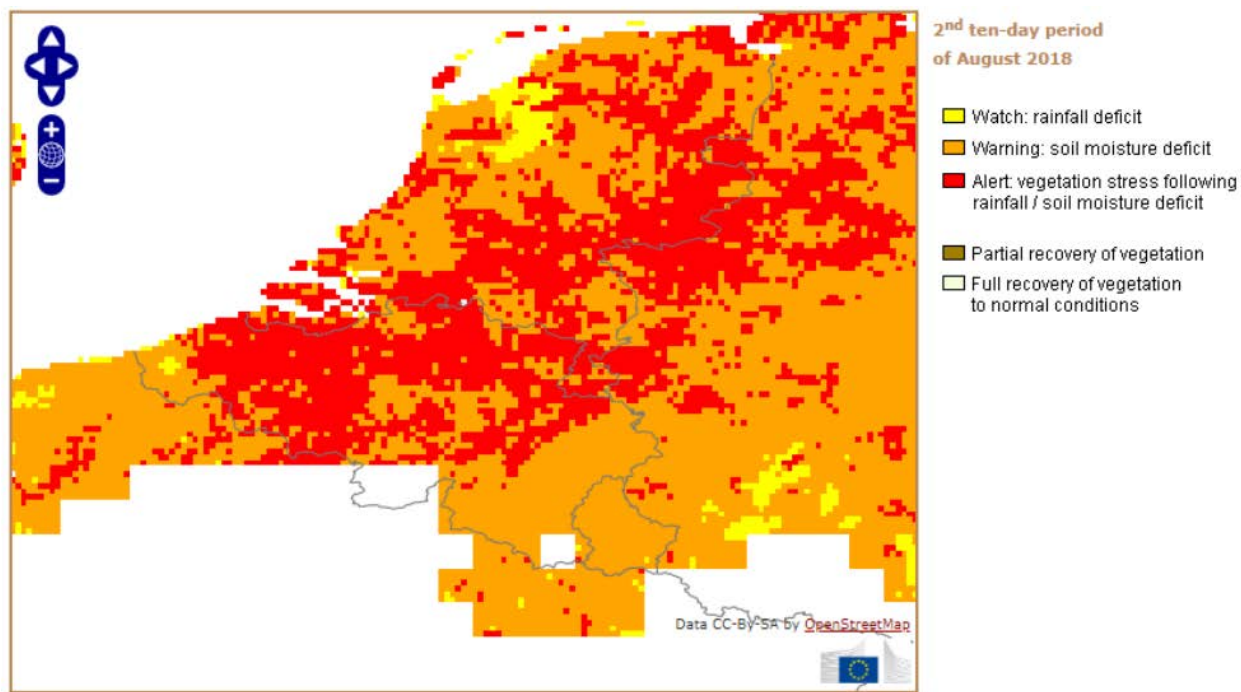 2nd ten-day period
of August 2018
Watch: rainfall deficit
Warning: soil moisture deficit
Alert: vegetation stress following
rainfall / soil moisture deficit
Partial recovery of vegetation
Full recovery of vegetation
to normal conditions
Data CC-By-SA by OpenStreetMap